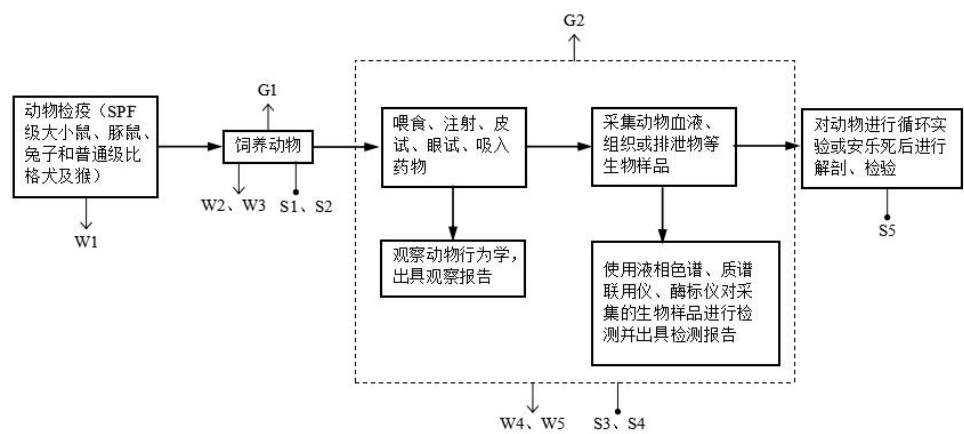 G2
动物检疫（SPF
级大小鼠、豚鼠、
兔子和普通级比
格犬及猴）
W1
G1
饲养动物
W2、W3
S1、S2
喂食、注射、皮
试、眼试、吸入
药物
观察动物行为学，
出具观察报告
采集动物血液、
组织或排泄物等
生物样品
使用液相色谱、质谱
联用仪、酶标仪对采
集的生物样品进行检
测并出具检测报告
W4、W5
S3、S4
对动物进行循环实
验或安乐死后进行
解剖、检验
S5